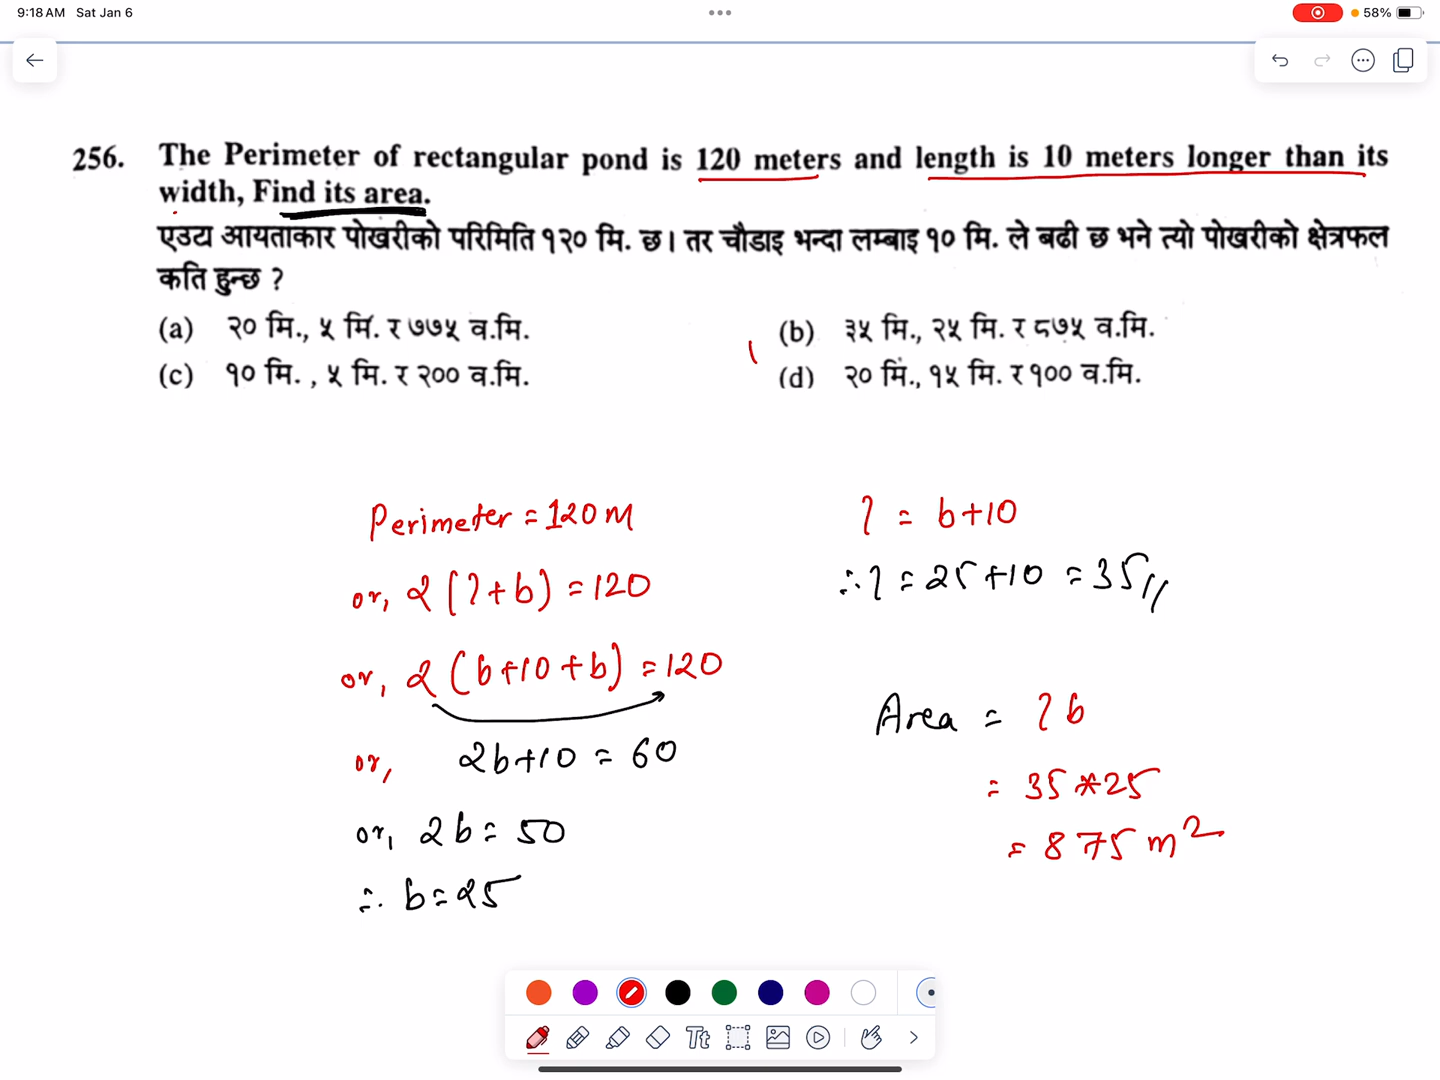 9:18 AM Sat Jan 6
58%
256. The Perimeter of rectangular pond is 120 meters and length is 10 meters longer than its
width, Find its area.
एउटा आयताकार पोखरीको परिमिति १२० मि. छ। तर चौडाइ भन्दा लम्बाइ १० मि. ले बढी छ भने त्यो पोखरीको क्षेत्रफल
कति हुन्छ ?
(a) २० मि., ५ मि. र ७७५ व.मि.
(b) ३५ मि., २५ मि. र ८७५ व.मि.
(c) १० मि. , ५ मि. र २०० व.मि.
(d) २० मि., १५ मि. र १०० व.मि.
Perimeter = 120m
or, 2(l+b) = 120
or, 2(b+10+b) = 120
or, 2b+10 = 60
or, 2b = 50
∴ b = 25
l = b+10
∴ l = 25+10 = 35//
Area = lb
= 35*25
= 875 m²
Tt